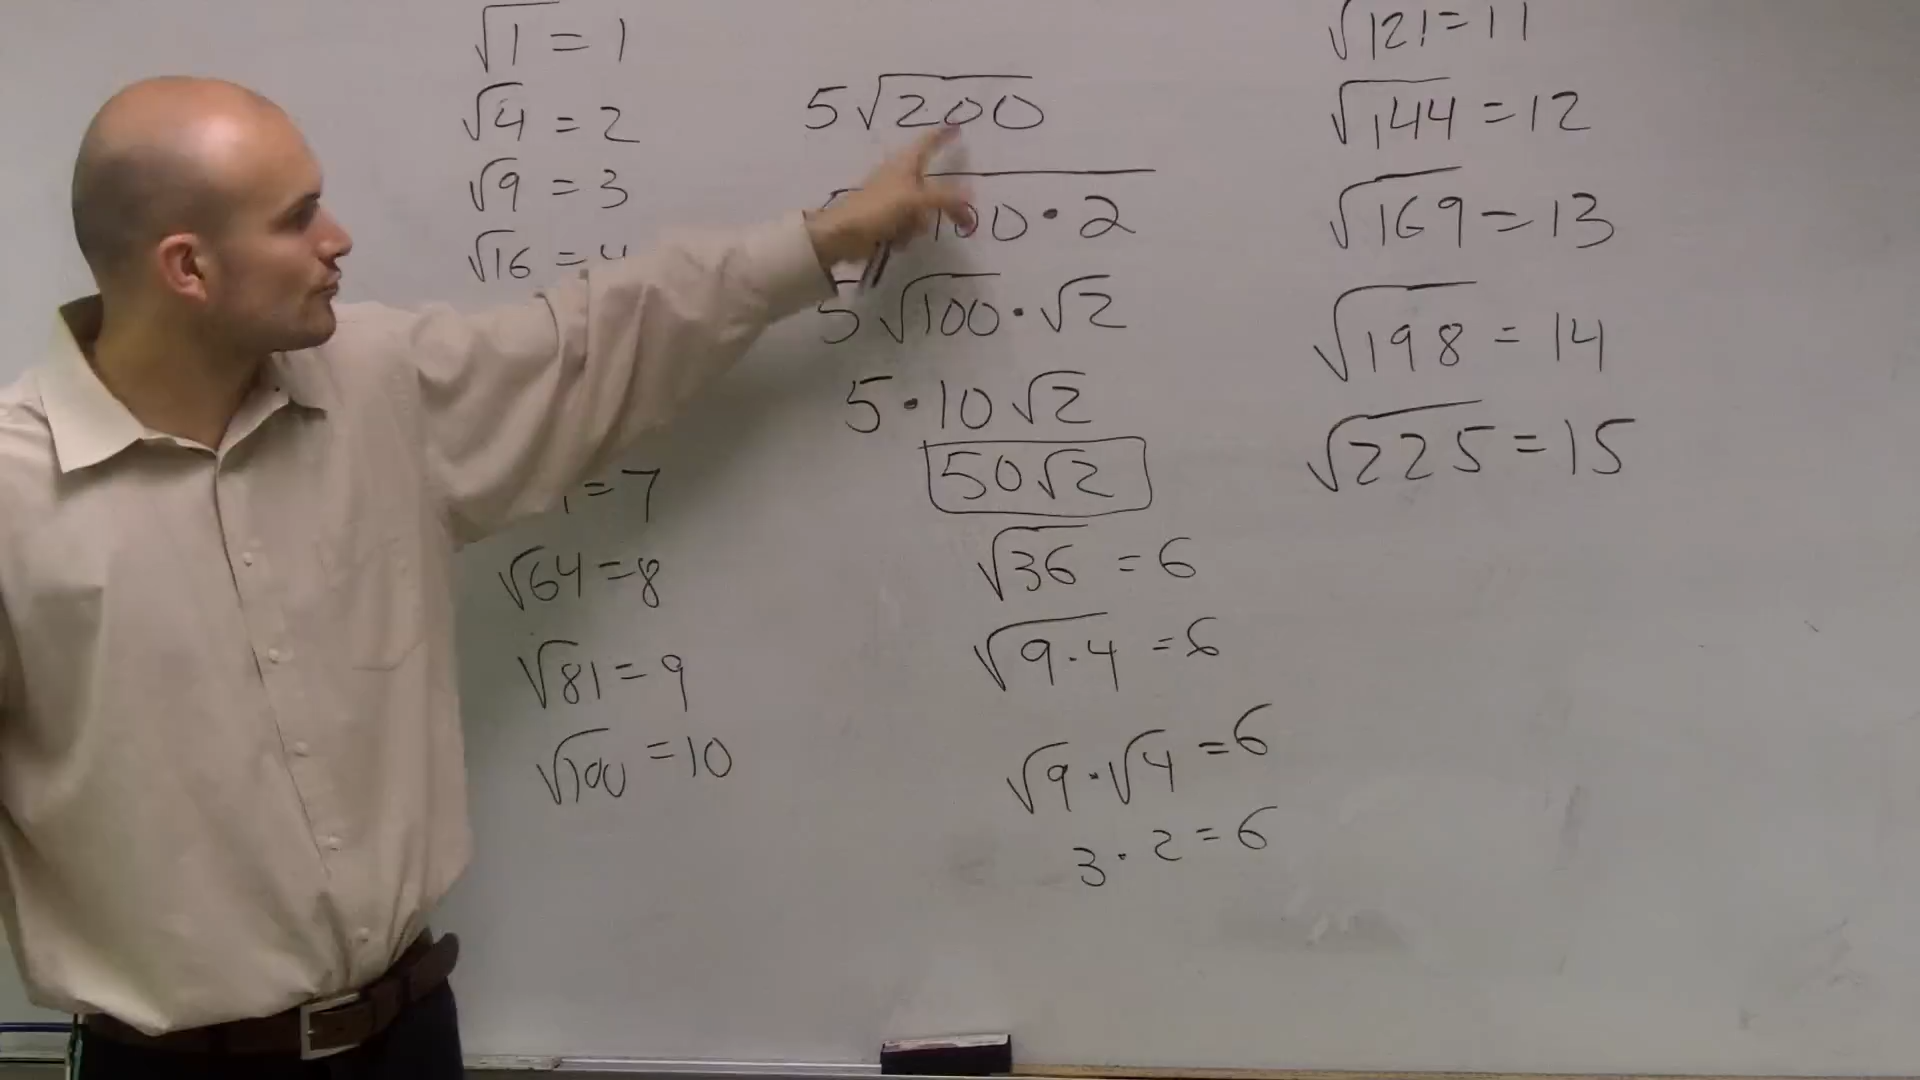 √1 = 1
√4 = 2
√9 = 3
√16 = 4
= 7
√64 = 8
√81 = 9
√100 = 10
5√200
100 · 2
5√100 · √2
5 · 10√2
50√2
√36 = 6
√9 · 4 = 6
√9 · √4 = 6
3 · 2 = 6
√121 = 11
√144 = 12
√169 = 13
√198 = 14
√225 = 15